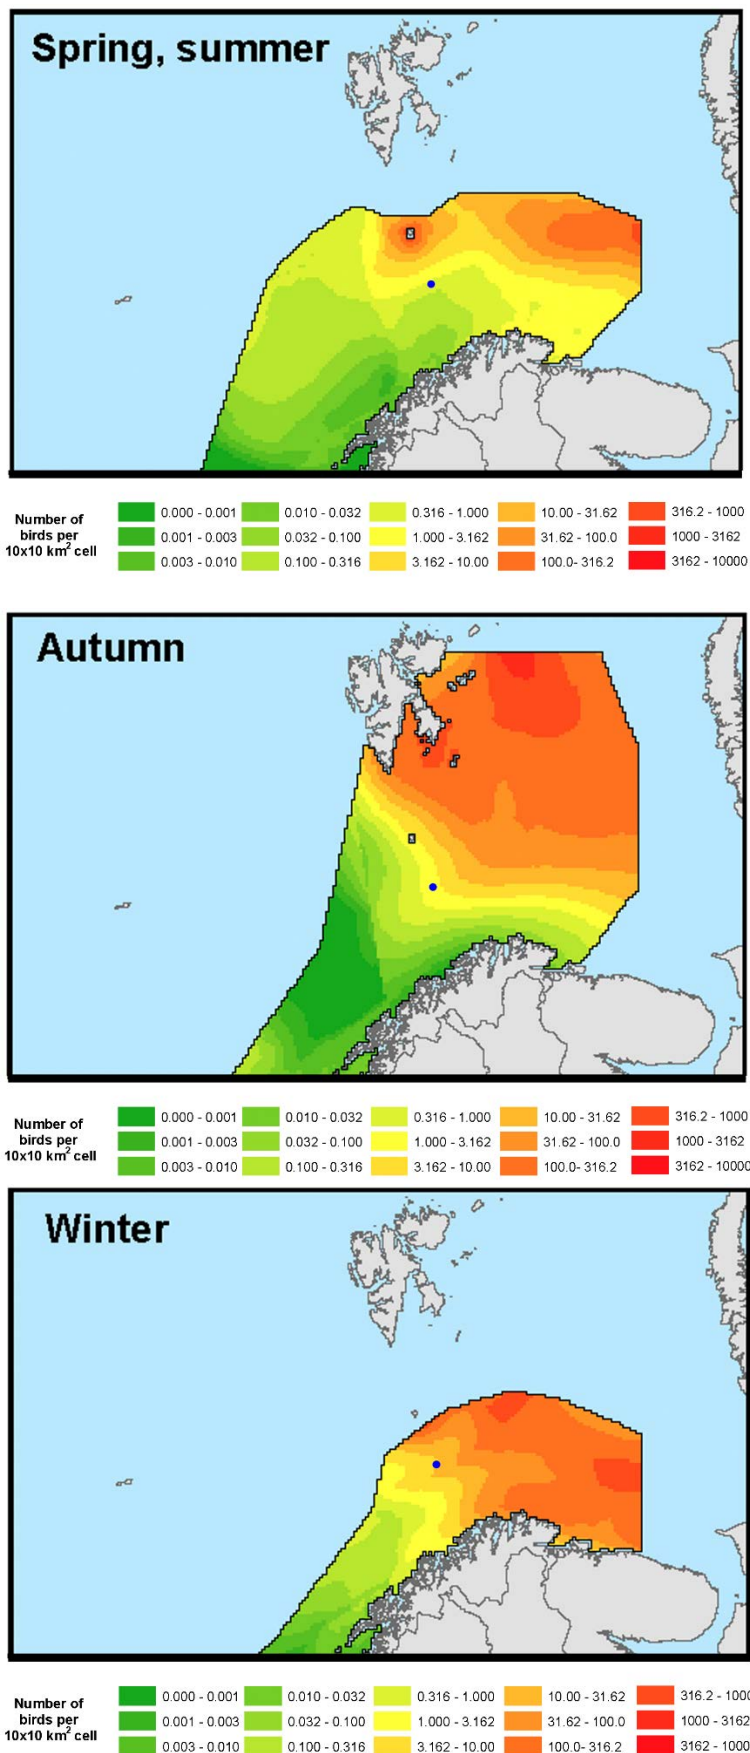 Spring, summer
Number of
birds per
10x10 km² cell
0.000 - 0.001 0.010 - 0.032 0.316 - 1.000 10.00 - 31.62 316.2 - 1000
0.001 - 0.003 0.032 - 0.100 1.000 - 3.162 31.62 - 100.0 1000 - 3162
0.003 - 0.010 0.100 - 0.316 3.162 - 10.00 100.0- 316.2 3162 - 10000
Autumn
Number of
birds per
10x10 km² cell
0.000 - 0.001 0.010 - 0.032 0.316 - 1.000 10.00 - 31.62 316.2 - 1000
0.001 - 0.003 0.032 - 0.100 1.000 - 3.162 31.62 - 100.0 1000 - 3162
0.003 - 0.010 0.100 - 0.316 3.162 - 10.00 100.0- 316.2 3162 - 10000
Winter
Number of
birds per
10x10 km² cell
0.000 - 0.001 0.010 - 0.032 0.316 - 1.000 10.00 - 31.62 316.2 - 1000
0.001 - 0.003 0.032 - 0.100 1.000 - 3.162 31.62 - 100.0 1000 - 3162
0.003 - 0.010 0.100 - 0.316 3.162 - 10.00 100.0- 316.2 3162 - 1000